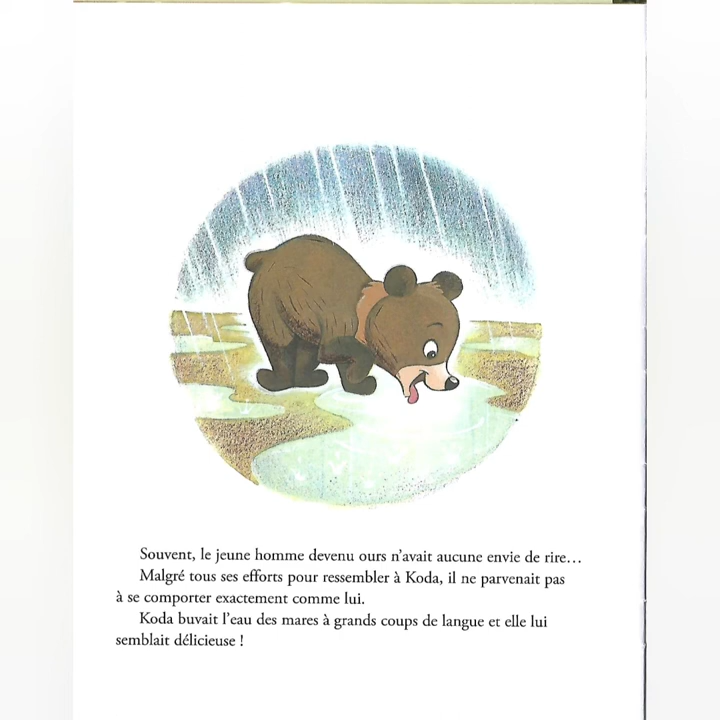 Souvent, le jeune homme devenu ours n'avait aucune envie de rire...
Malgré tous ses efforts pour ressembler à Koda, il ne parvenait pas
à se comporter exactement comme lui.
Koda buvait l'eau des mares à grands coups de langue et elle lui
semblait délicieuse !